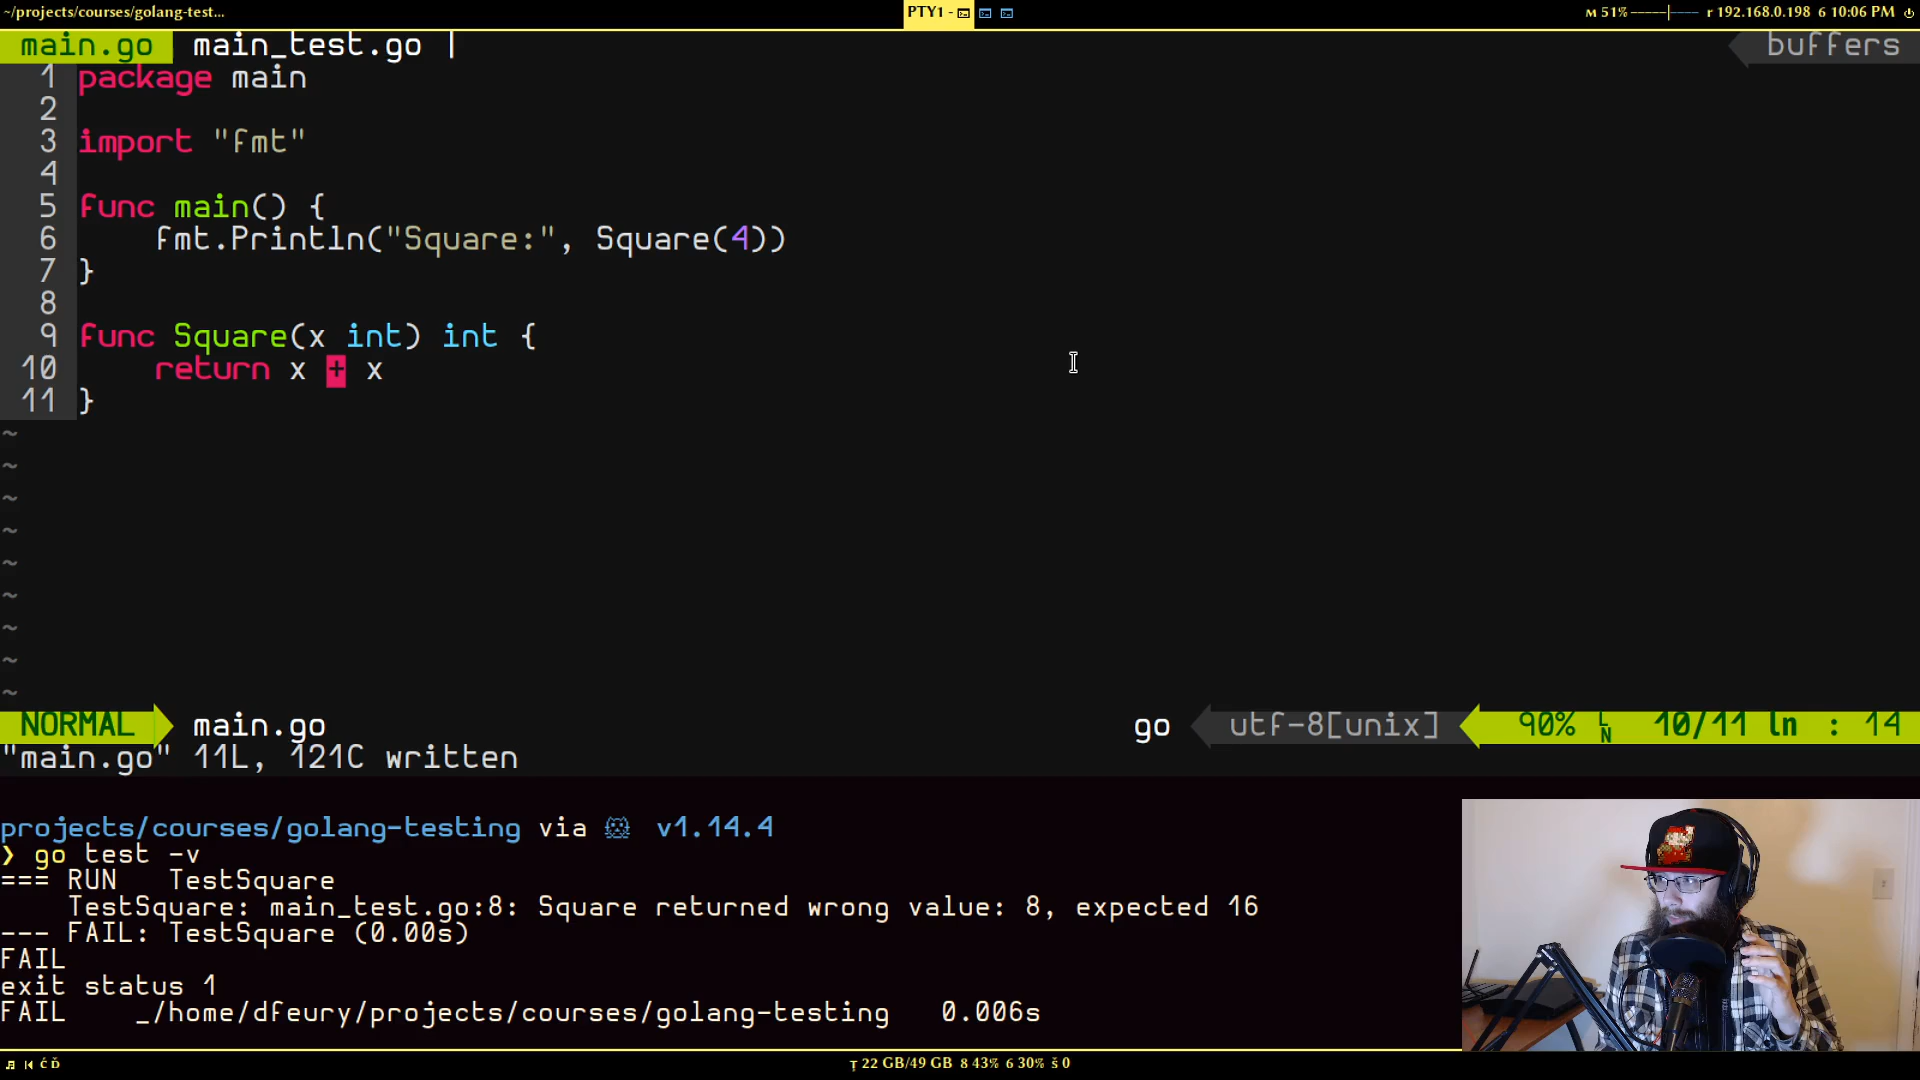 ~/projects/courses/golang-test...
PTY1 -
M 51% r 192.168.0.198 6 10:06 PM
main.go main_test.go | buffers
1 package main
2
3 import "fmt"
4
5 func main() {
6 fmt.Println("Square:", Square(4))
7 }
8
9 func Square(x int) int {
10 return x + x
11 }
~
~
~
~
~
~
~
~
~
NORMAL main.go go utf-8[unix] 90% LN 10/11 ln : 14
"main.go" 11L, 121C written
projects/courses/golang-testing via v1.14.4
❯ go test -v
=== RUN TestSquare
TestSquare: main_test.go:8: Square returned wrong value: 8, expected 16
--- FAIL: TestSquare (0.00s)
FAIL
exit status 1
FAIL _/home/dfeury/projects/courses/golang-testing 0.006s
Ț 22 GB/49 GB 8 43% 6 30% š 0